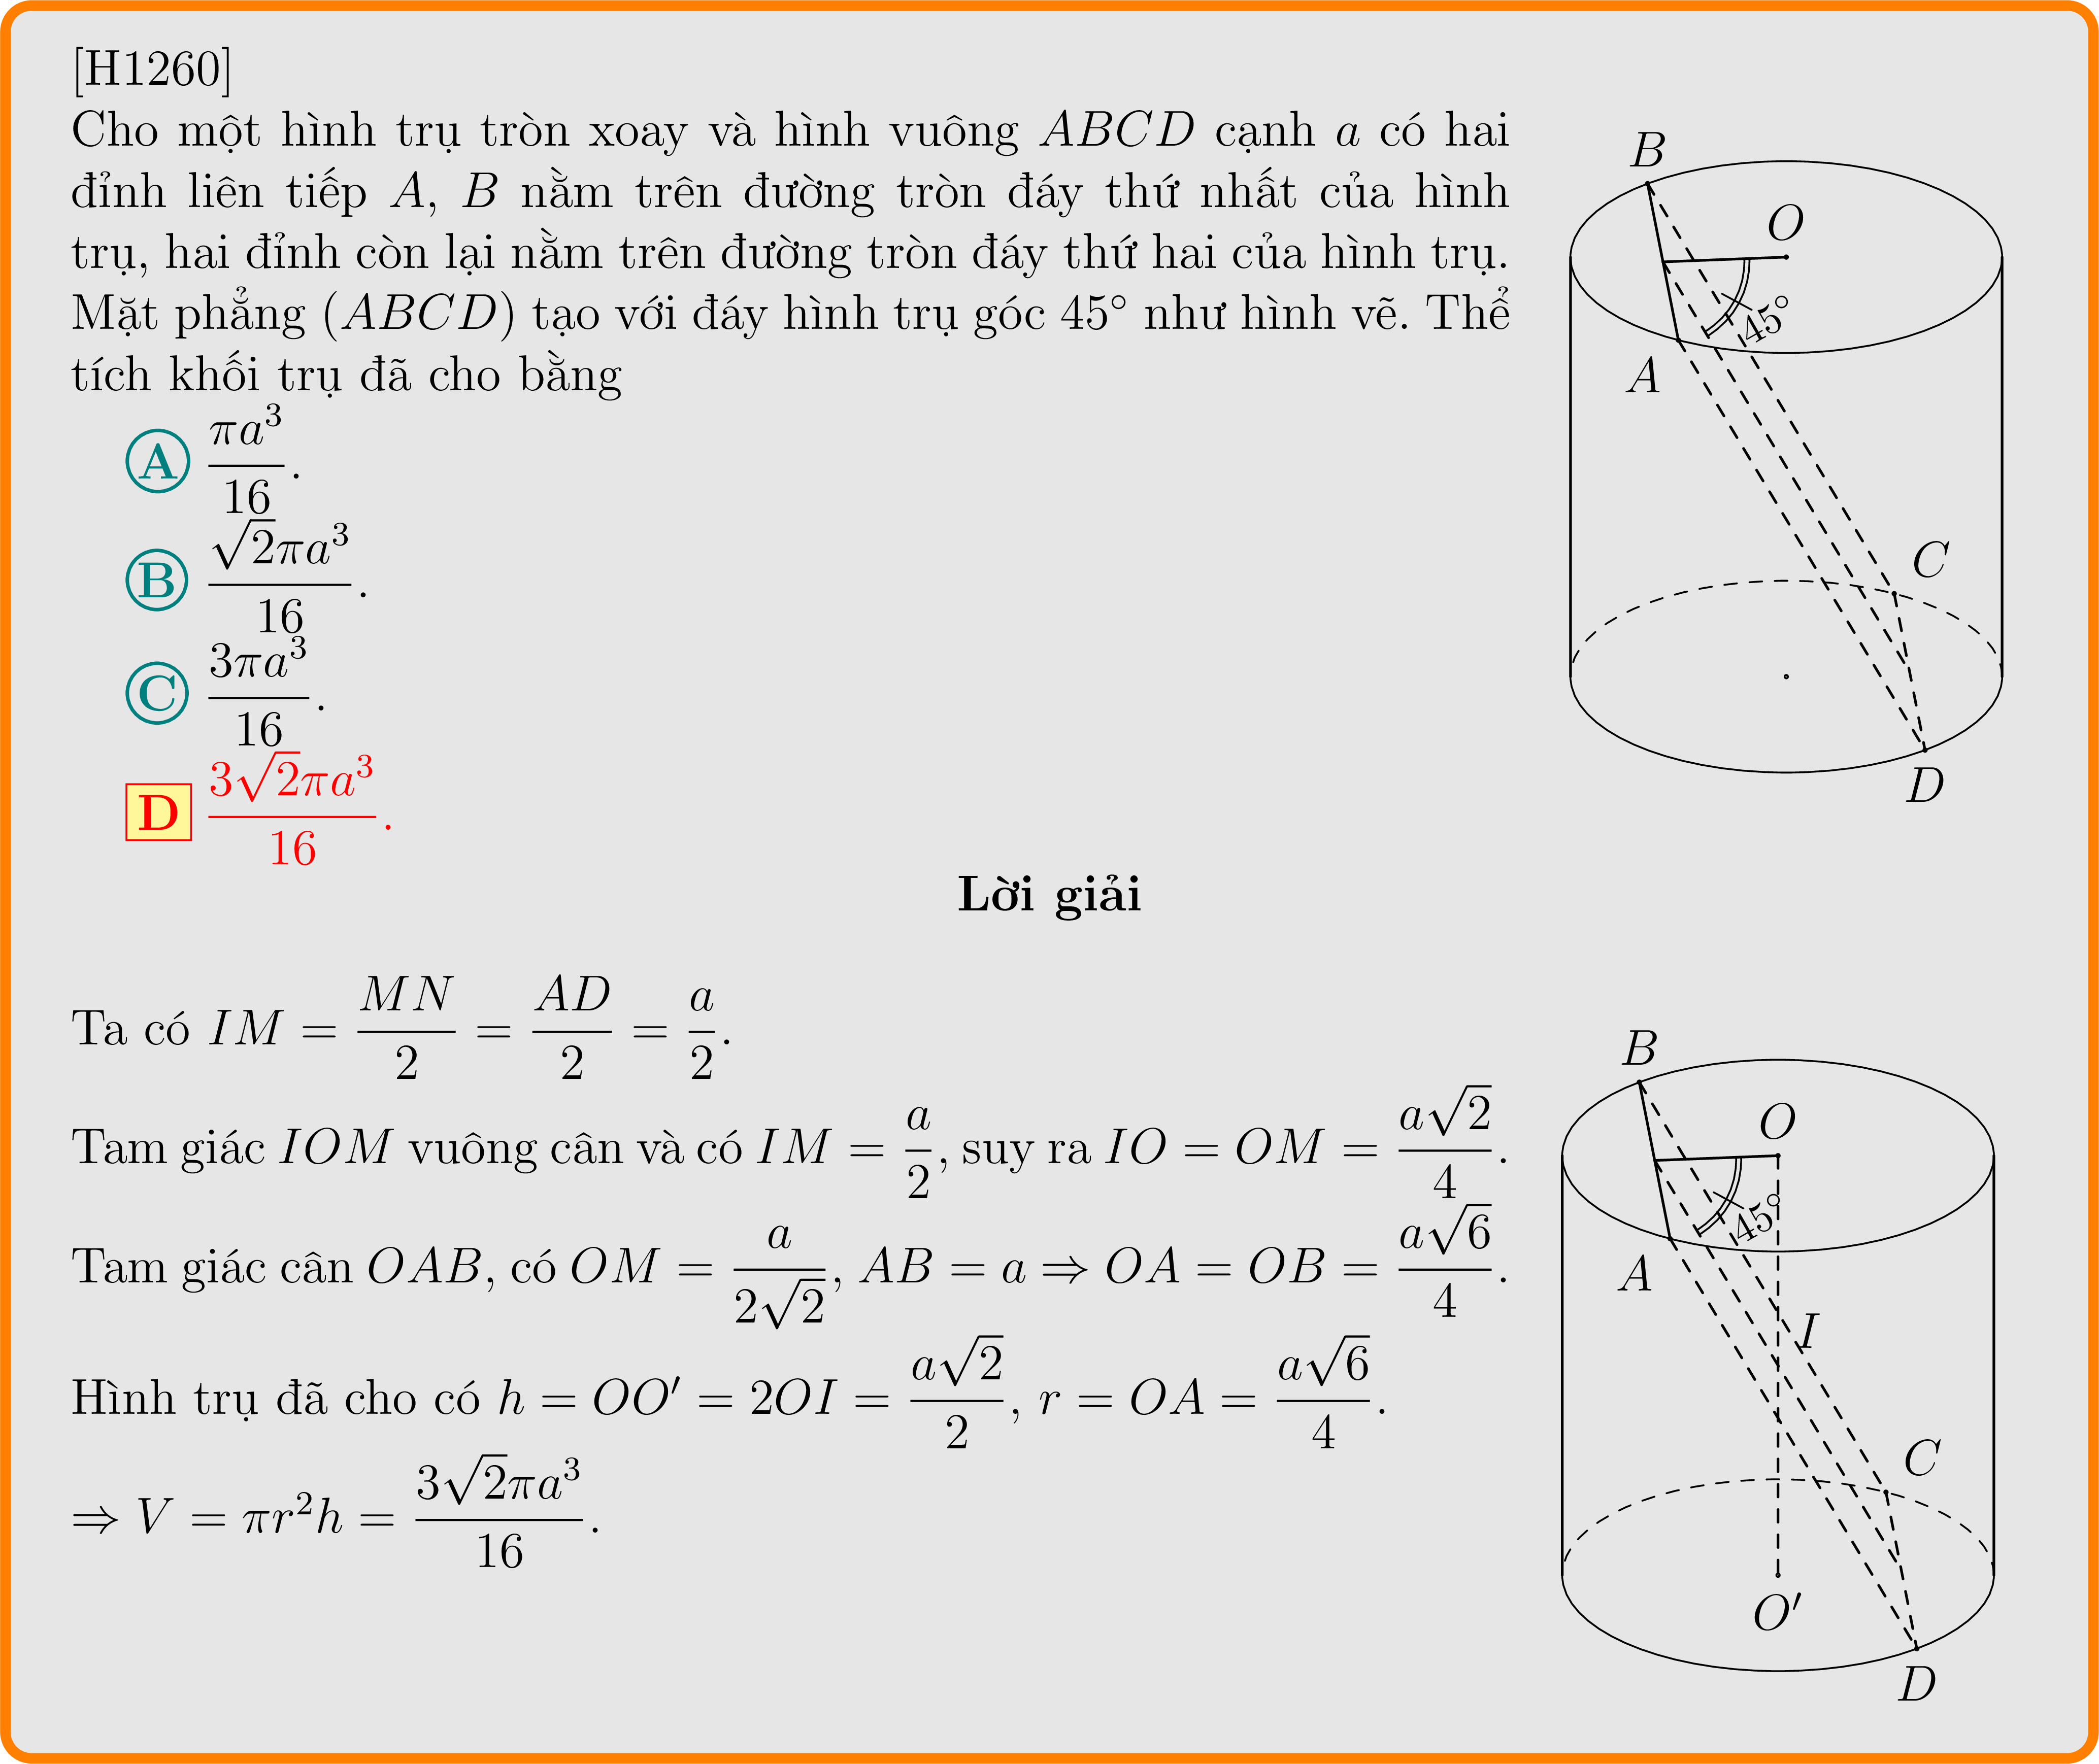 [H1260]
Cho một hình trụ tròn xoay và hình vuông ABCD cạnh a có hai
đỉnh liên tiếp A, B nằm trên đường tròn đáy thứ nhất của hình
trụ, hai đỉnh còn lại nằm trên đường tròn đáy thứ hai của hình trụ.
Mặt phẳng (ABCD) tạo với đáy hình trụ góc 45° như hình vẽ. Thể
tích khối trụ đã cho bằng
A $\frac{\pi a^3}{16}$.
B $\frac{\sqrt{2}\pi a^3}{16}$.
C $\frac{3\pi a^3}{16}$.
D $\frac{3\sqrt{2}\pi a^3}{16}$.
B
O
45°
A
C
D
Lời giải
Ta có $IM = \frac{MN}{2} = \frac{AD}{2} = \frac{a}{2}$.
Tam giác IOM vuông cân và có $IM = \frac{a}{2}$, suy ra $IO = OM = \frac{a\sqrt{2}}{4}$.
Tam giác cân OAB, có $OM = \frac{a}{2\sqrt{2}}$, $AB = a \Rightarrow OA = OB = \frac{a\sqrt{6}}{4}$.
Hình trụ đã cho có $h = OO' = 2OI = \frac{a\sqrt{2}}{2}$, $r = OA = \frac{a\sqrt{6}}{4}$.
$\Rightarrow V = \pi r^2 h = \frac{3\sqrt{2}\pi a^3}{16}$.
B
O
45°
A
I
C
O'
D